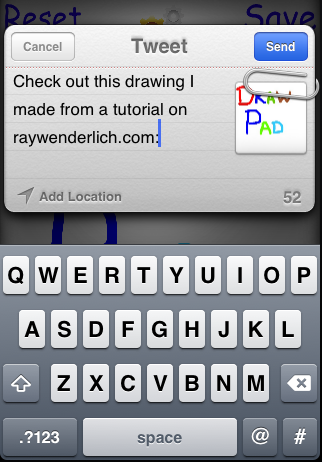 Reset Save
Cancel Tweet Send
Check out this drawing I
made from a tutorial on
raywenderlich.com:
DRAW
PAD
Add Location 52
Q W E R T Y U I O P
A S D F G H J K L
Z X C V B N M
.?123 space @ #